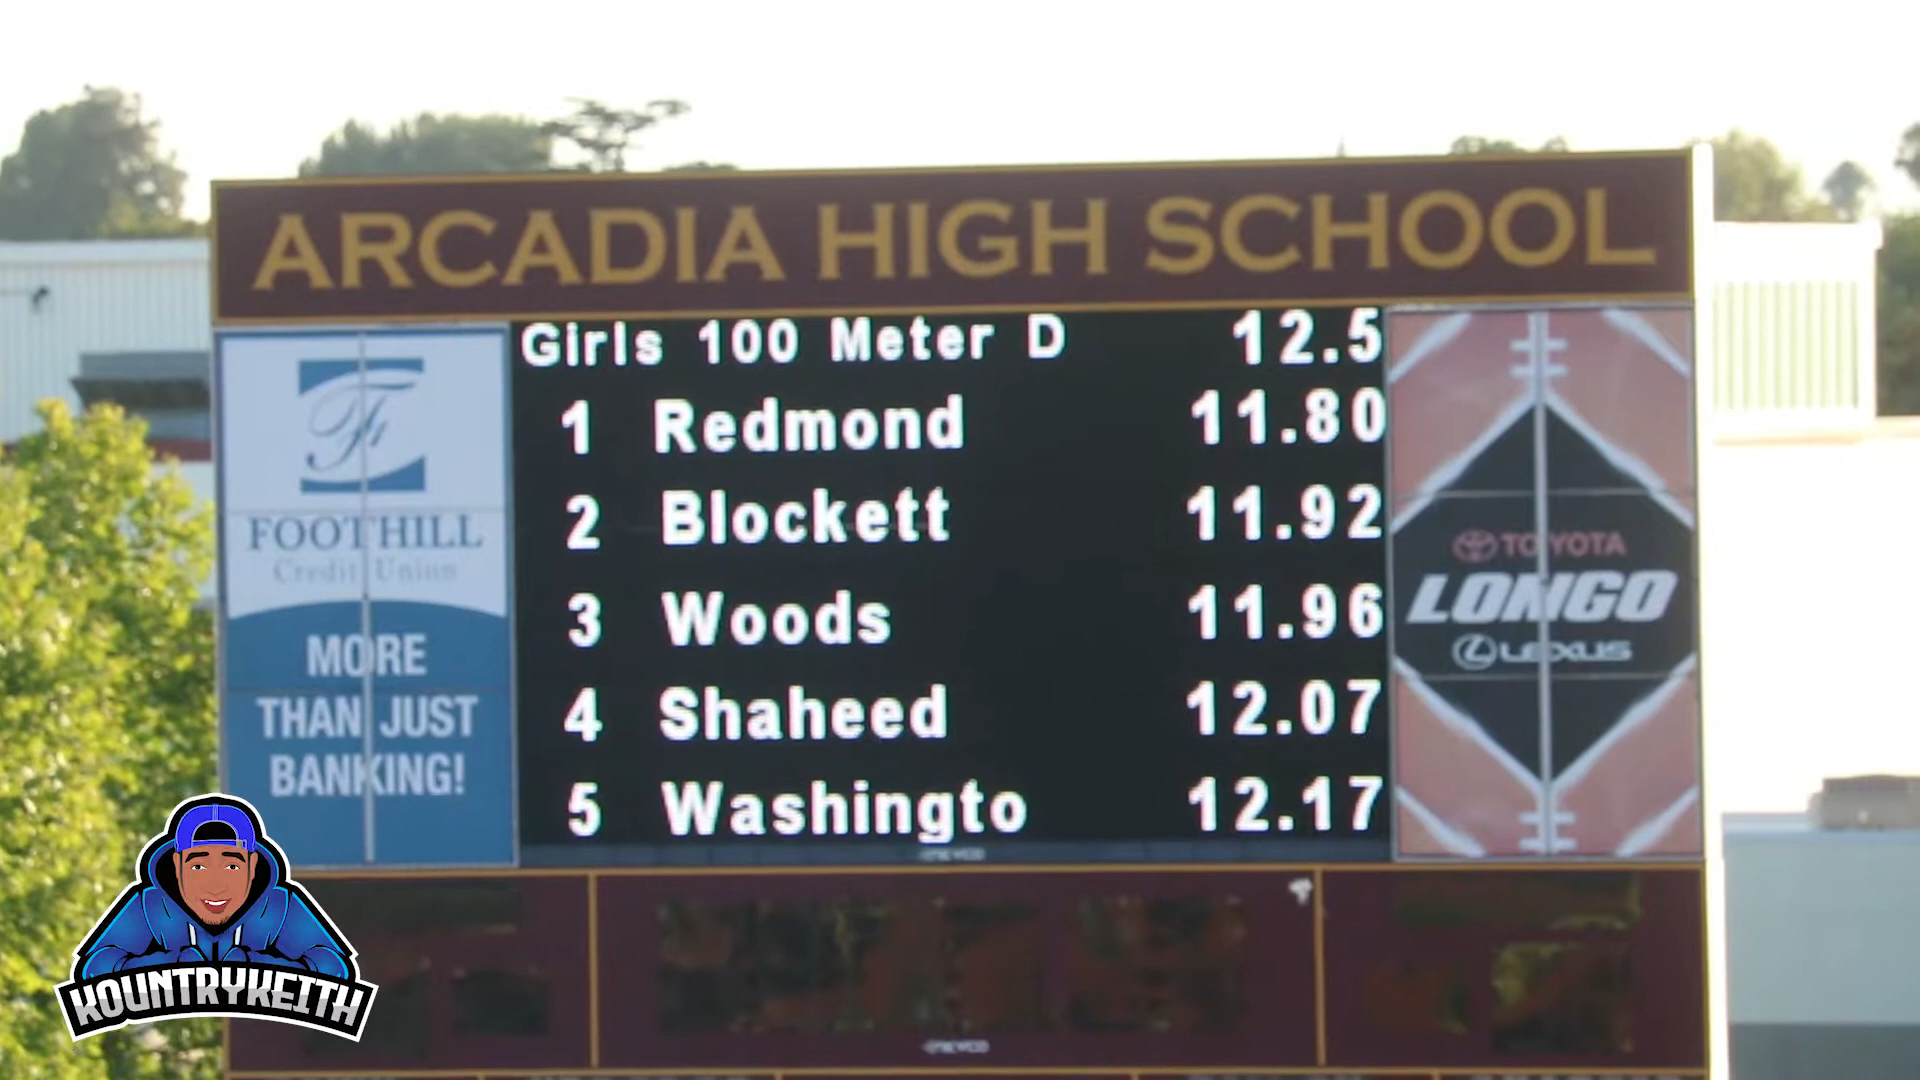 ARCADIA HIGH SCHOOL
Girls 100 Meter D 12.5
1 Redmond 11.80
2 Blockett 11.92
3 Woods 11.96
4 Shaheed 12.07
5 Washingto 12.17
F
FOOTHILL
Credit Union
MORE
THAN JUST
BANKING!
TOYOTA
LONGO
LEXUS
NEVCO
NEVCO
KOUNTRYKEITH